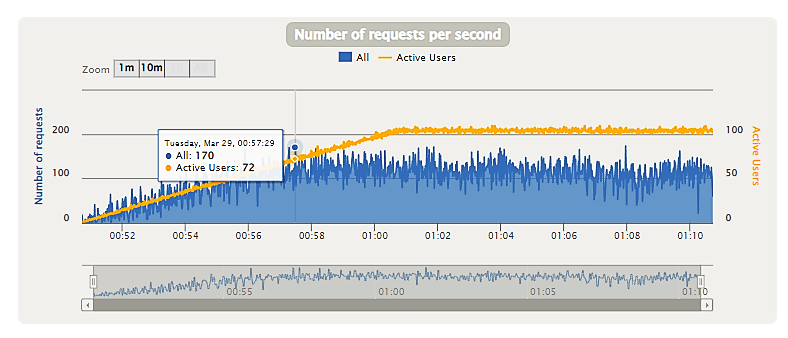 Number of requests per second
All
Active Users
Zoom
1m
10m
Number of requests
200
100
0
Tuesday, Mar 29, 00:57:29
All: 170
Active Users: 72
100
50
0
Active Users
00:52
00:54
00:56
00:58
01:00
01:02
01:04
01:06
01:08
01:10
00:55
01:00
01:05
01:10